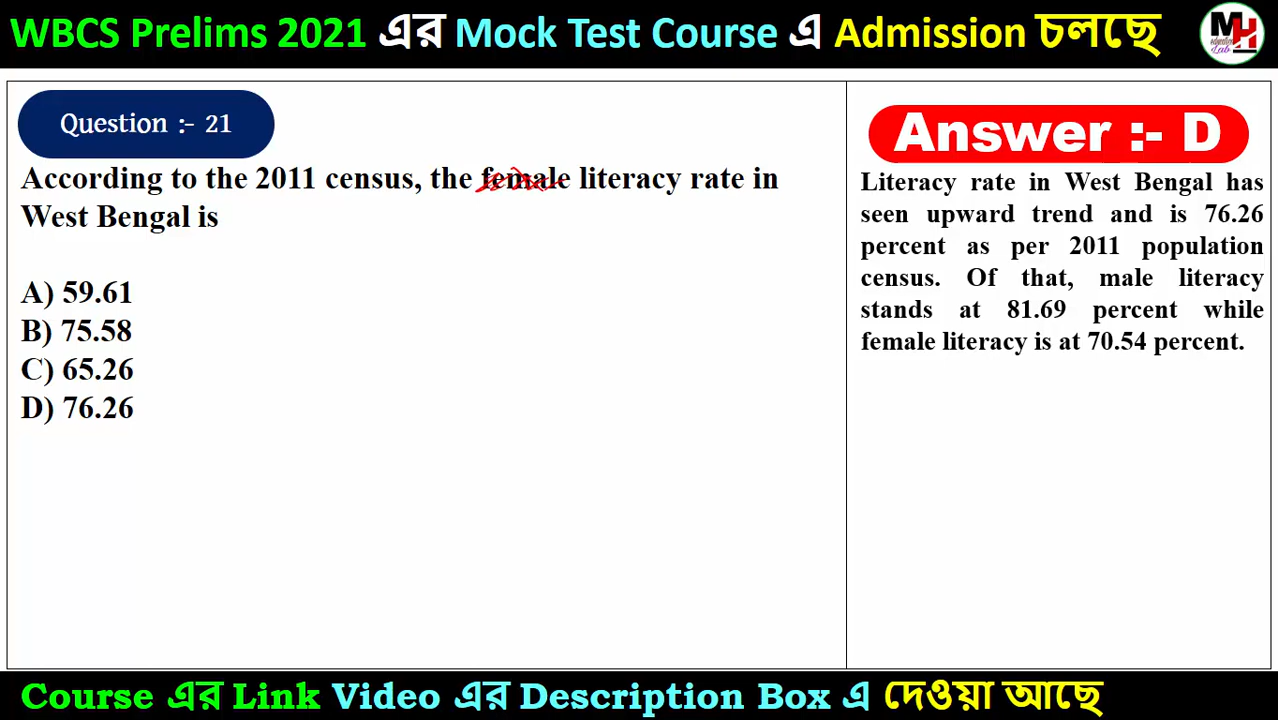 WBCS Prelims 2021 এর Mock Test Course এ Admission চলছে
MH
education
Lab
Question :- 21
According to the 2011 census, the female literacy rate in
West Bengal is
A) 59.61
B) 75.58
C) 65.26
D) 76.26
Answer :- D
Literacy rate in West Bengal has
seen upward trend and is 76.26
percent as per 2011 population
census. Of that, male literacy
stands at 81.69 percent while
female literacy is at 70.54 percent.
Course এর Link Video এর Description Box এ দেওয়া আছে